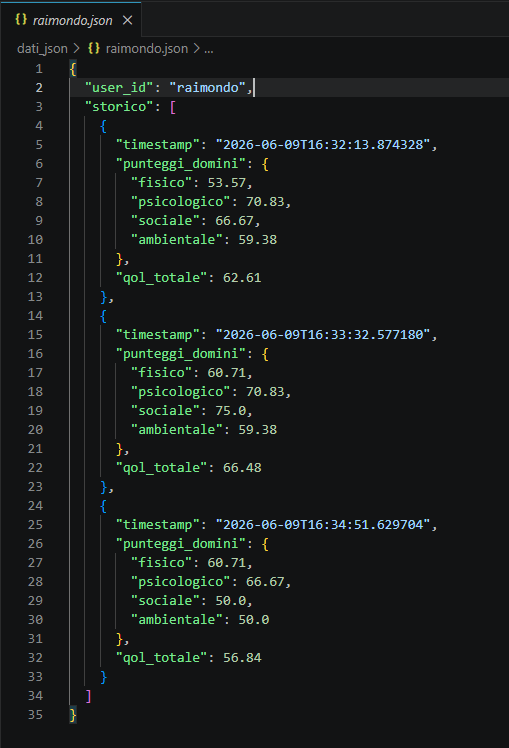 {} raimondo.json ×
dati_json > {} raimondo.json > ...
1 {
2 "user_id": "raimondo",
3 "storico": [
4 {
5 "timestamp": "2026-06-09T16:32:13.874328",
6 "punteggi_domini": {
7 "fisico": 53.57,
8 "psicologico": 70.83,
9 "sociale": 66.67,
10 "ambientale": 59.38
11 },
12 "qol_totale": 62.61
13 },
14 {
15 "timestamp": "2026-06-09T16:33:32.577180",
16 "punteggi_domini": {
17 "fisico": 60.71,
18 "psicologico": 70.83,
19 "sociale": 75.0,
20 "ambientale": 59.38
21 },
22 "qol_totale": 66.48
23 },
24 {
25 "timestamp": "2026-06-09T16:34:51.629704",
26 "punteggi_domini": {
27 "fisico": 60.71,
28 "psicologico": 66.67,
29 "sociale": 50.0,
30 "ambientale": 50.0
31 },
32 "qol_totale": 56.84
33 }
34 ]
35 }